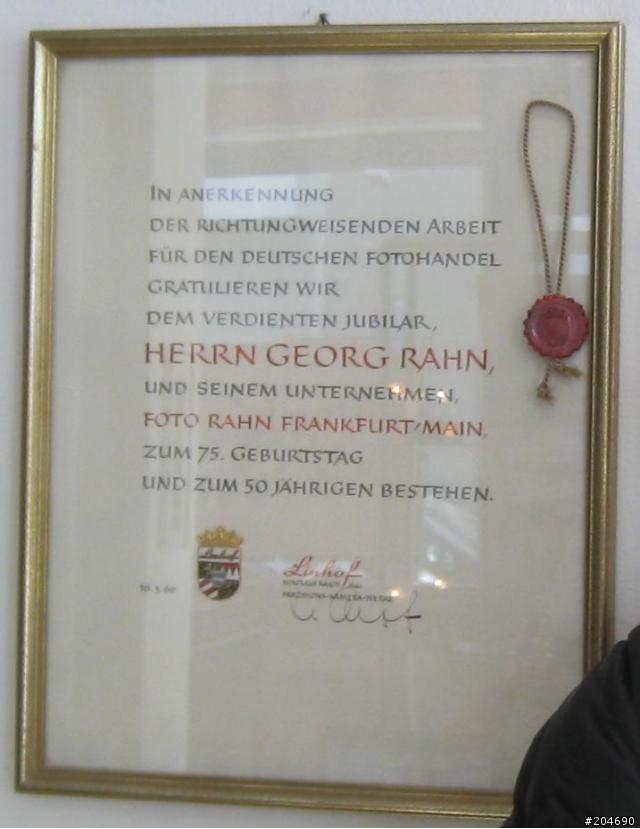 IN ANERKENNUNG
DER RICHTUNGWEISENDEN ARBEIT
FÜR DEN DEUTSCHEN FOTOHANDEL
GRATULIEREN WIR
DEM VERDIENTEN JUBILAR,
HERRN GEORG RAHN,
UND SEINEM UNTERNEHMEN,
FOTO RAHN FRANKFURT/MAIN,
ZUM 75. GEBURTSTAG
UND ZUM 50 JÄHRIGEN BESTEHEN.
Linhof
Linhof
#204690